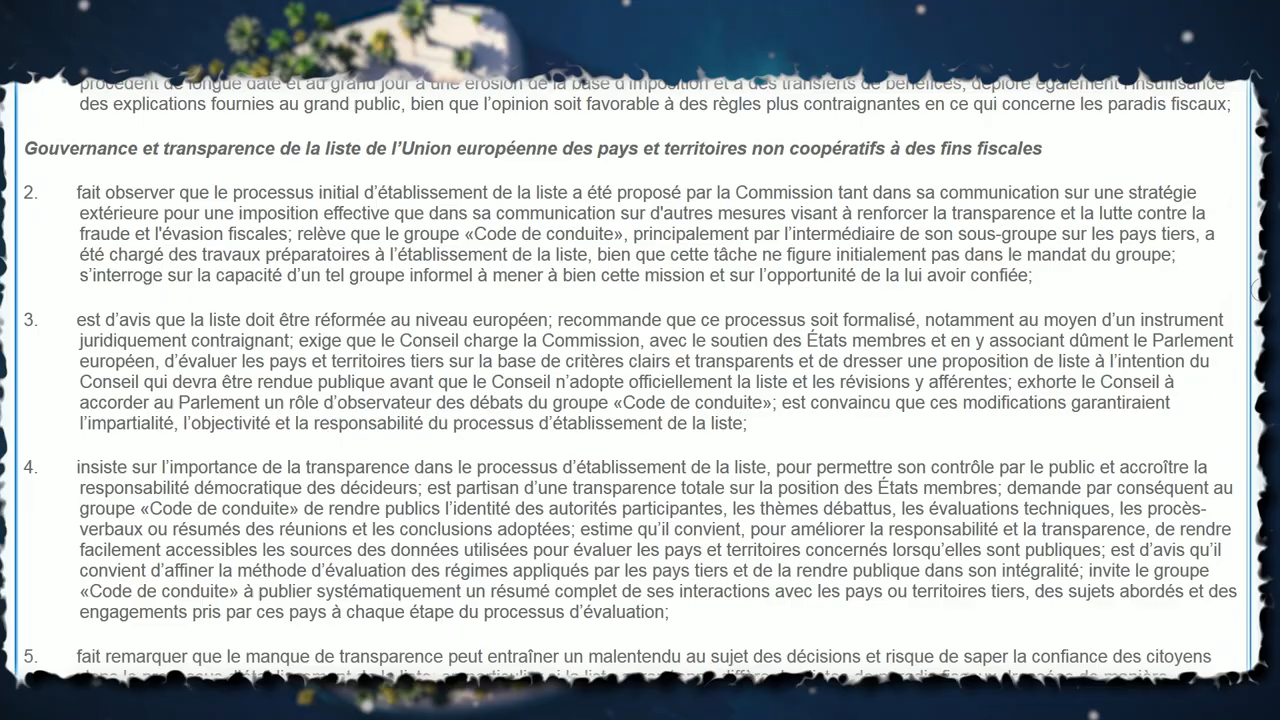 procèdent de longue date et au grand jour à une érosion de la base d'imposition et à des transferts de bénéfices; déplore également l'insuffisance
des explications fournies au grand public, bien que l’opinion soit favorable à des règles plus contraignantes en ce qui concerne les paradis fiscaux;
Gouvernance et transparence de la liste de l’Union européenne des pays et territoires non coopératifs à des fins fiscales
2. fait observer que le processus initial d’établissement de la liste a été proposé par la Commission tant dans sa communication sur une stratégie
extérieure pour une imposition effective que dans sa communication sur d'autres mesures visant à renforcer la transparence et la lutte contre la
fraude et l'évasion fiscales; relève que le groupe «Code de conduite», principalement par l’intermédiaire de son sous-groupe sur les pays tiers, a
été chargé des travaux préparatoires à l’établissement de la liste, bien que cette tâche ne figure initialement pas dans le mandat du groupe;
s’interroge sur la capacité d’un tel groupe informel à mener à bien cette mission et sur l’opportunité de la lui avoir confiée;
3. est d’avis que la liste doit être réformée au niveau européen; recommande que ce processus soit formalisé, notamment au moyen d’un instrument
juridiquement contraignant; exige que le Conseil charge la Commission, avec le soutien des États membres et en y associant dûment le Parlement
européen, d’évaluer les pays et territoires tiers sur la base de critères clairs et transparents et de dresser une proposition de liste à l’intention du
Conseil qui devra être rendue publique avant que le Conseil n’adopte officiellement la liste et les révisions y afférentes; exhorte le Conseil à
accorder au Parlement un rôle d’observateur des débats du groupe «Code de conduite»; est convaincu que ces modifications garantiraient
l’impartialité, l’objectivité et la responsabilité du processus d’établissement de la liste;
4. insiste sur l’importance de la transparence dans le processus d’établissement de la liste, pour permettre son contrôle par le public et accroître la
responsabilité démocratique des décideurs; est partisan d’une transparence totale sur la position des États membres; demande par conséquent au
groupe «Code de conduite» de rendre publics l’identité des autorités participantes, les thèmes débattus, les évaluations techniques, les procès-
verbaux ou résumés des réunions et les conclusions adoptées; estime qu’il convient, pour améliorer la responsabilité et la transparence, de rendre
facilement accessibles les sources des données utilisées pour évaluer les pays et territoires concernés lorsqu’elles sont publiques; est d’avis qu’il
convient d’affiner la méthode d’évaluation des régimes appliqués par les pays tiers et de la rendre publique dans son intégralité; invite le groupe
«Code de conduite» à publier systématiquement un résumé complet de ses interactions avec les pays ou territoires tiers, des sujets abordés et des
engagements pris par ces pays à chaque étape du processus d’évaluation;
5. fait remarquer que le manque de transparence peut entraîner un malentendu au sujet des décisions et risque de saper la confiance des citoyens